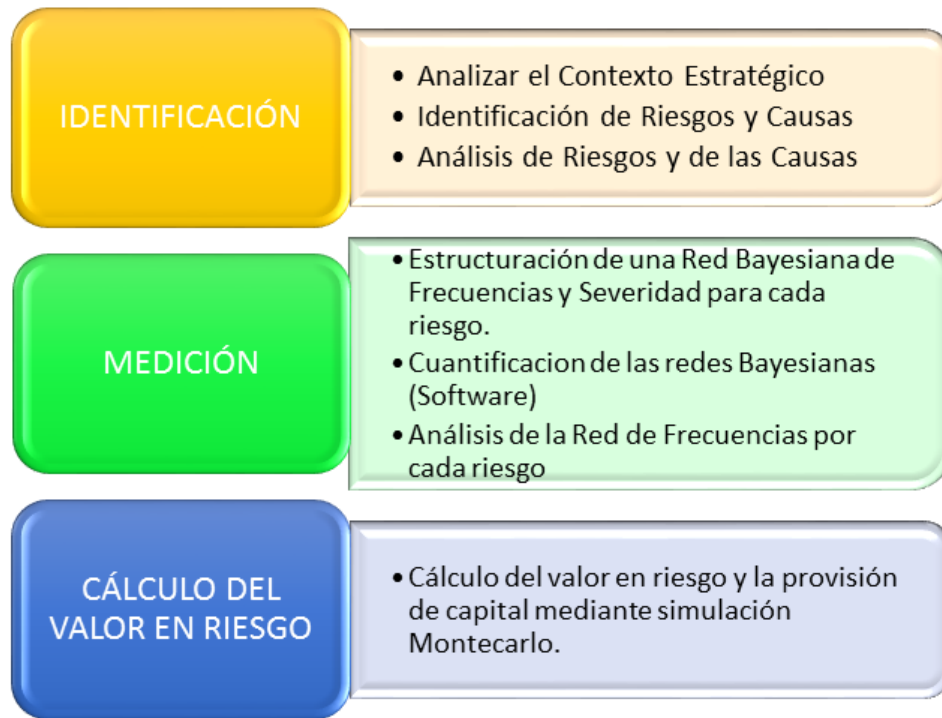 IDENTIFICACIÓN
• Analizar el Contexto Estratégico
• Identificación de Riesgos y Causas
• Análisis de Riesgos y de las Causas
MEDICIÓN
• Estructuración de una Red Bayesiana de
Frecuencias y Severidad para cada
riesgo.
• Cuantificacion de las redes Bayesianas
(Software)
• Análisis de la Red de Frecuencias por
cada riesgo
CÁLCULO DEL
VALOR EN RIESGO
• Cálculo del valor en riesgo y la provisión
de capital mediante simulación
Montecarlo.